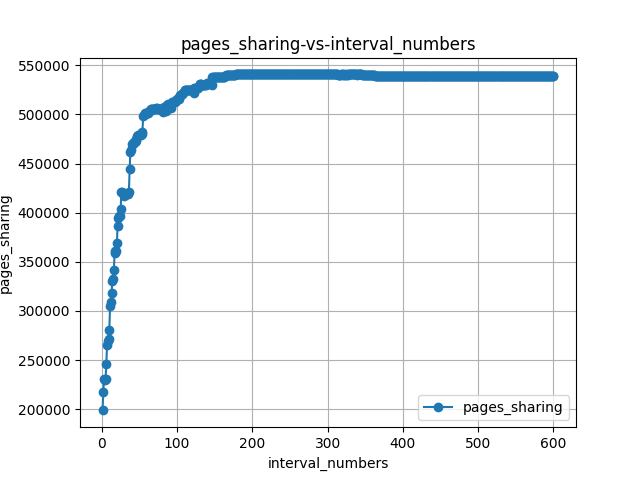 pages_sharing-vs-interval_numbers
550000
500000
450000
400000
350000
300000
250000
200000
pages_sharing
0 100 200 300 400 500 600
interval_numbers
pages_sharing